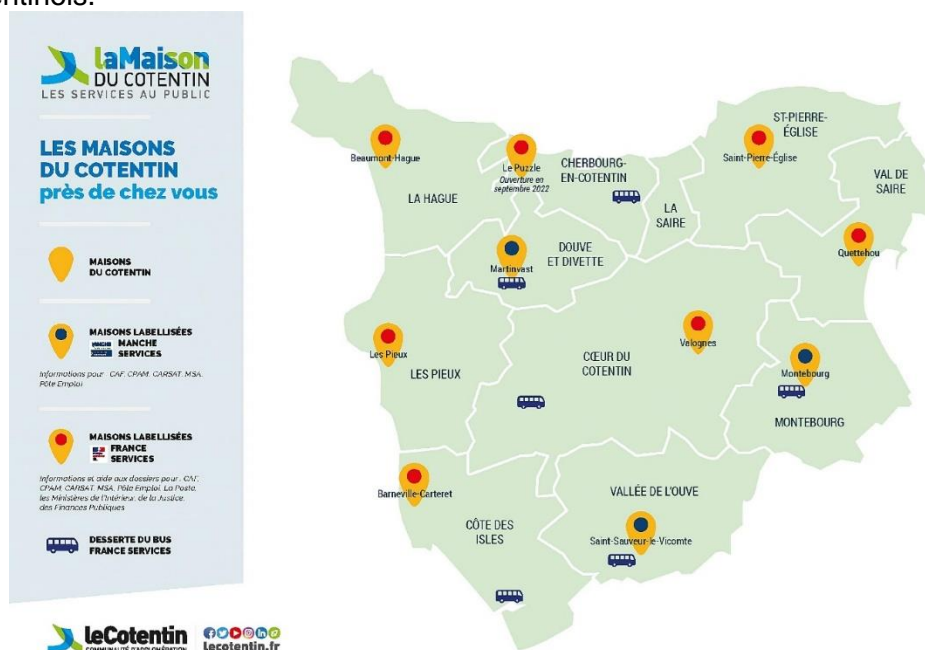 entinois.
laMaison
DU COTENTIN
LES SERVICES AU PUBLIC
LES MAISONS
DU COTENTIN
près de chez vous
MAISONS
DU COTENTIN
MAISONS LABELLISÉES
MANCHE
SERVICES
Informations pour : CAF, CPAM, CARSAT, MSA,
Pôle Emploi
MAISONS LABELLISÉES
FRANCE
SERVICES
Informations et aide aux dossiers pour : CAF,
CPAM, CARSAT, MSA, Pôle Emploi, La Poste,
les Ministères de l'Intérieur, de la Justice,
des Finances Publiques
DESSERTE DU BUS
FRANCE SERVICES
leCotentin
COMMUNAUTÉ D'AGGLOMÉRATION
lecotentin.fr
Beaumont-Hague
LA HAGUE
Le Puzzle
Ouverture en
septembre 2022
CHERBOURG-
EN-COTENTIN
LA
SAIRE
ST-PIERRE-
ÉGLISE
Saint-Pierre-Église
VAL DE
SAIRE
Quettehou
Martinvast
DOUVE
ET DIVETTE
Les Pieux
LES PIEUX
CŒUR DU
COTENTIN
Valognes
Montebourg
MONTEBOURG
Barneville-Carteret
CÔTE DES
ISLES
VALLÉE DE L'OUVE
Saint-Sauveur-le-Vicomte